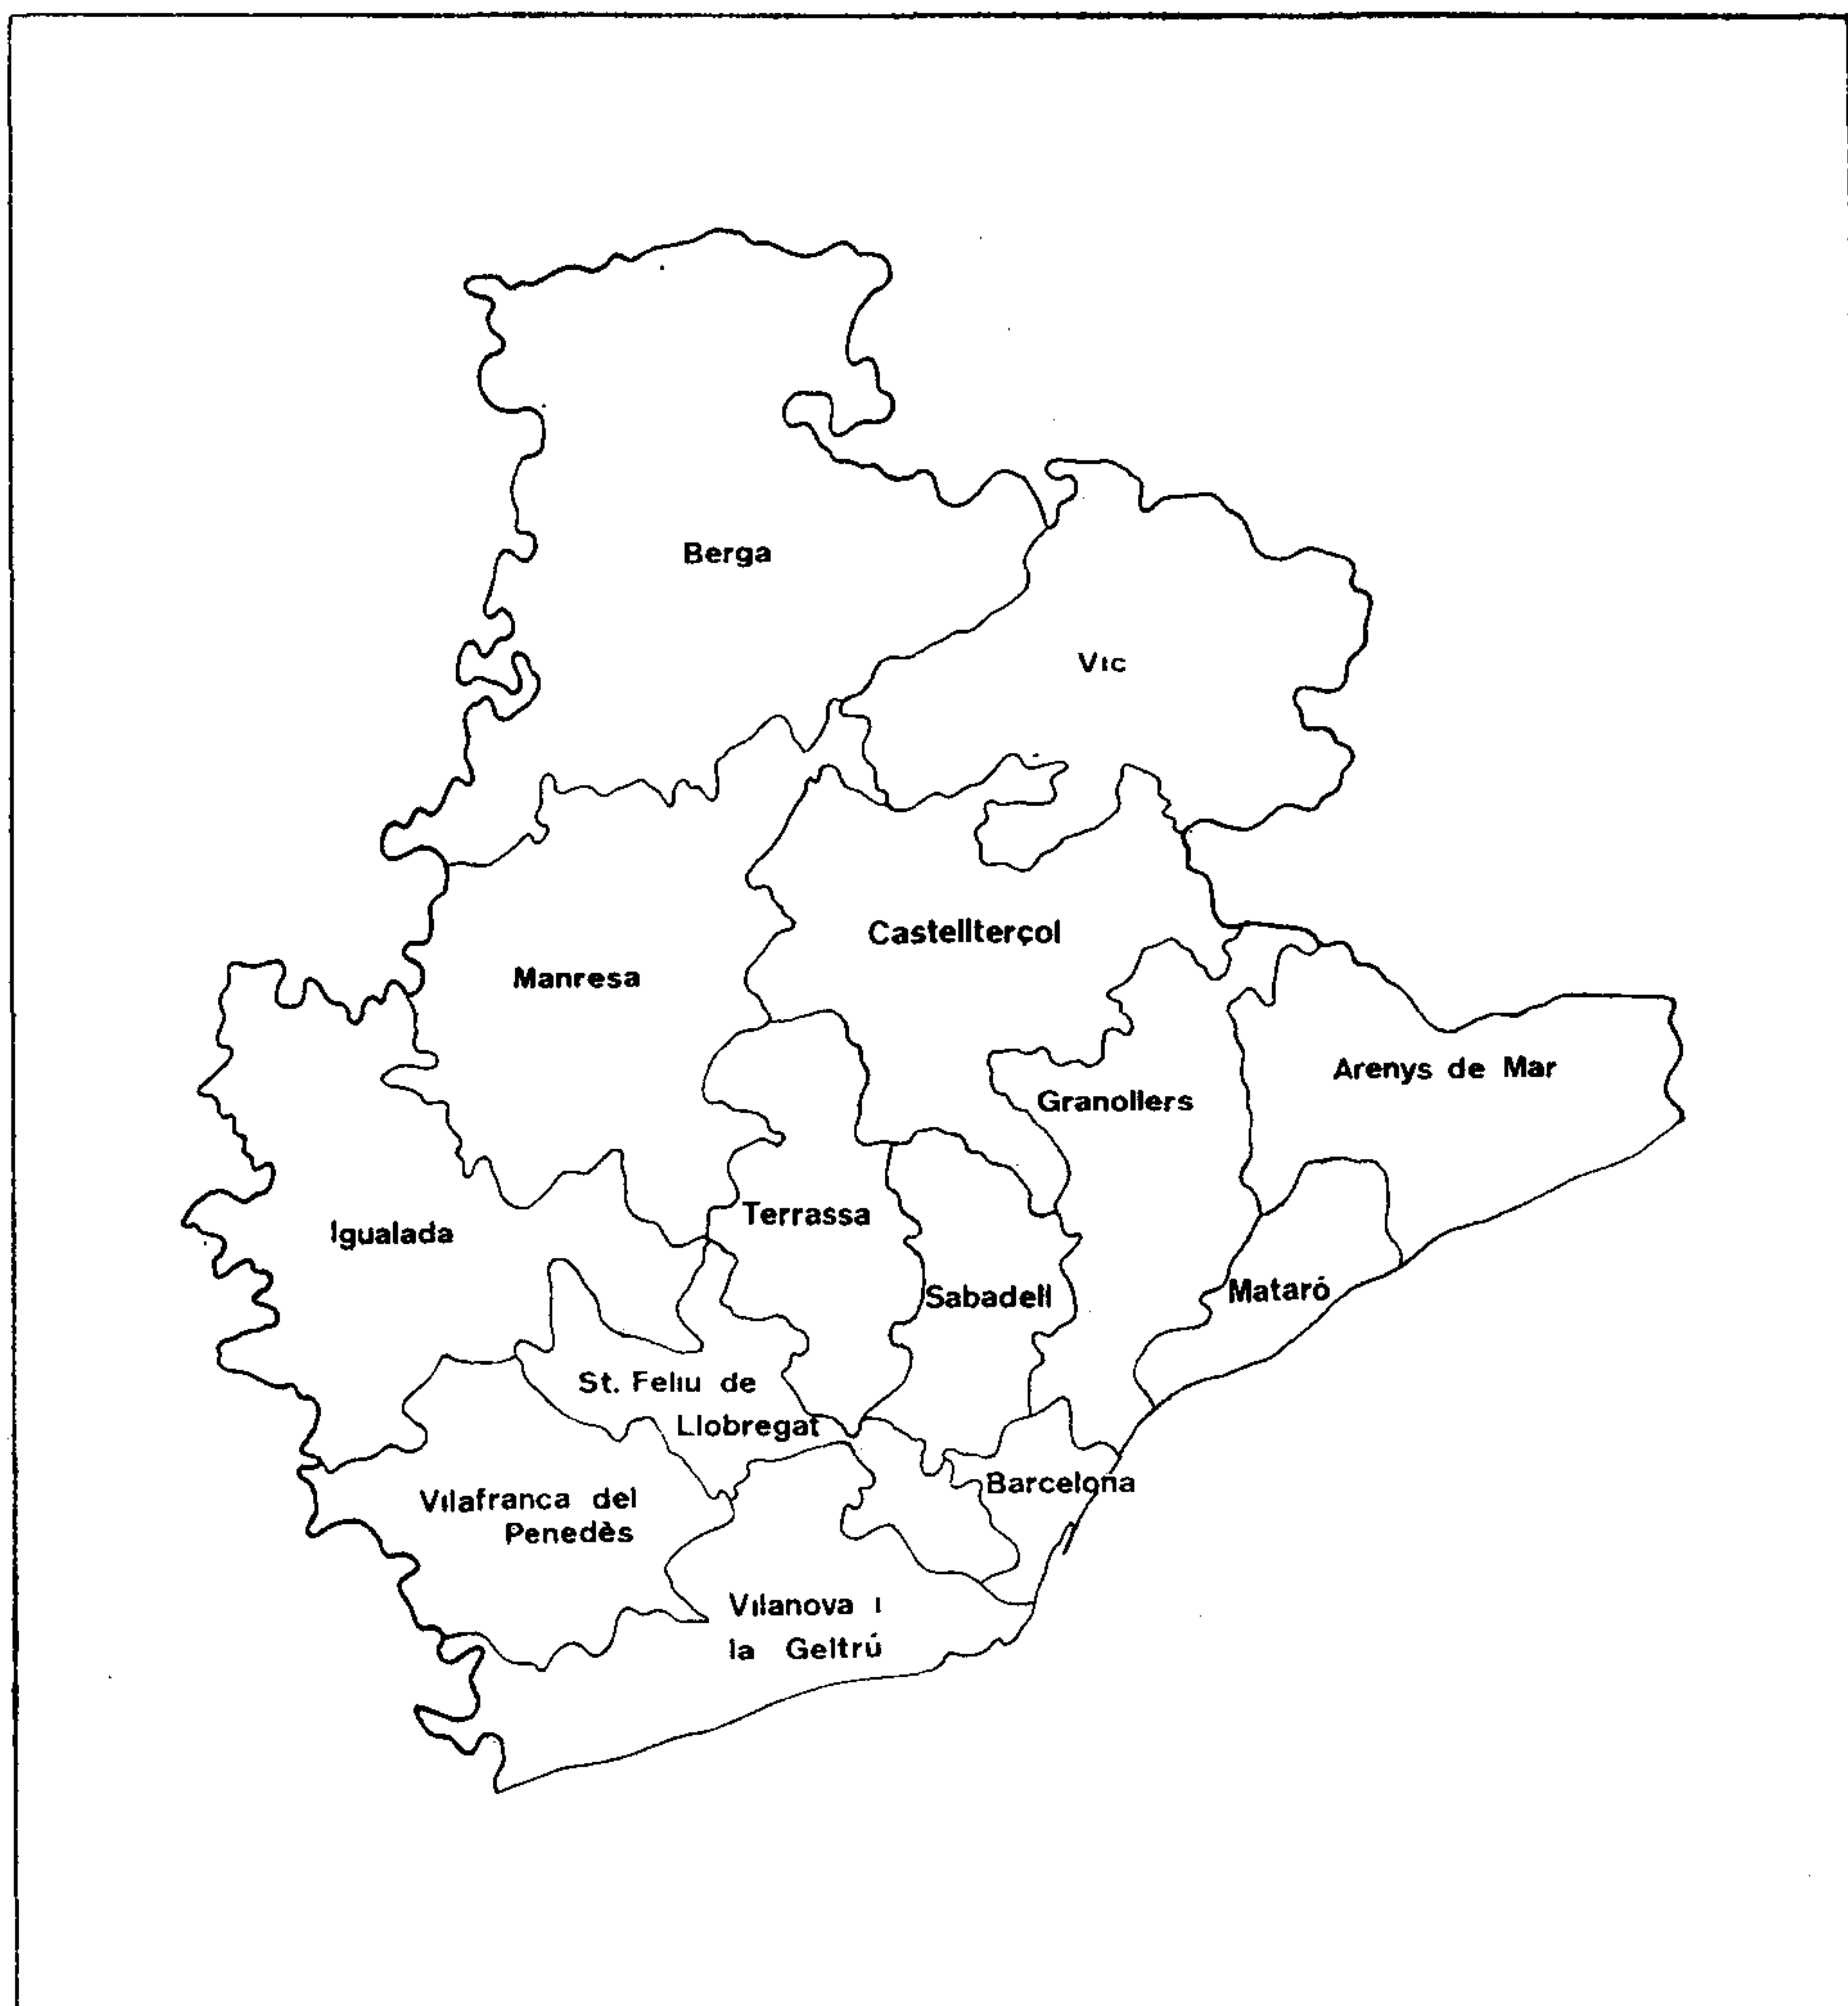 Berga
Vic
Castellterçol
Manresa
Arenys de Mar
Granollers
Terrassa
Igualada
Mataró
Sabadell
St. Feliu de
Llobregat
Barcelona
Vilafranca del
Penedès
Vilanova i
la Geltrú